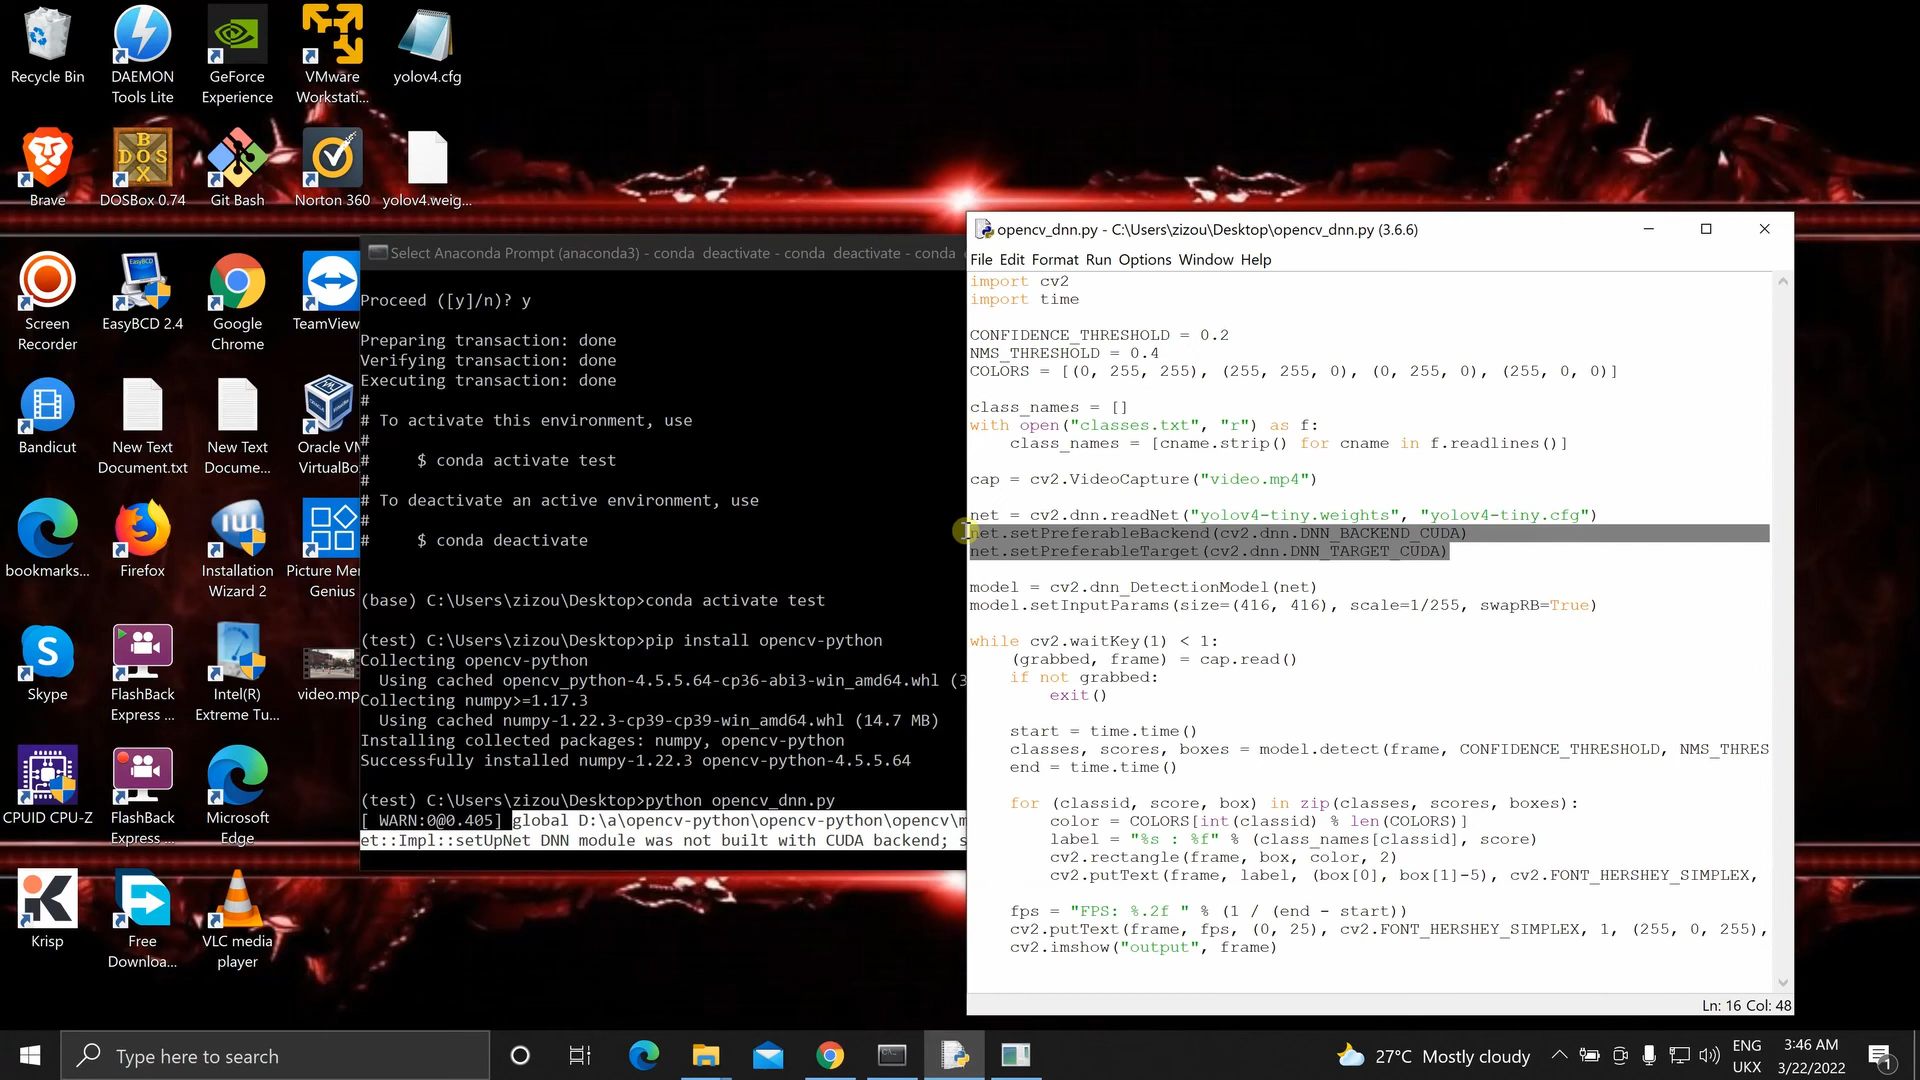 Recycle Bin
DAEMON Tools Lite
GeForce Experience
VMware Workstati...
yolov4.cfg
Brave
DOSBox 0.74
Git Bash
Norton 360
yolov4.weig...
Screen Recorder
EasyBCD 2.4
Google Chrome
TeamView
Bandicut
New Text Document.txt
New Text Docume...
Oracle VM VirtualBo
bookmarks...
Firefox
Installation Wizard 2
Picture Mer Genius
Skype
FlashBack Express ...
Intel(R) Extreme Tu...
video.mp
CPUID CPU-Z
FlashBack Express ...
Microsoft Edge
Krisp
Free Downloa...
VLC media player
Select Anaconda Prompt (anaconda3) - conda  deactivate - conda  deactivate - conda
Proceed ([y]/n)? y
Preparing transaction: done
Verifying transaction: done
Executing transaction: done
#
# To activate this environment, use
#
#     $ conda activate test
#
# To deactivate an active environment, use
#
#     $ conda deactivate
(base) C:\Users\zizou\Desktop>conda activate test
(test) C:\Users\zizou\Desktop>pip install opencv-python
Collecting opencv-python
  Using cached opencv_python-4.5.5.64-cp36-abi3-win_amd64.whl (3
Collecting numpy>=1.17.3
  Using cached numpy-1.22.3-cp39-cp39-win_amd64.whl (14.7 MB)
Installing collected packages: numpy, opencv-python
Successfully installed numpy-1.22.3 opencv-python-4.5.5.64
(test) C:\Users\zizou\Desktop>python opencv_dnn.py
[ WARN:0@0.405] global D:\a\opencv-python\opencv-python\opencv\m
et::Impl::setUpNet DNN module was not built with CUDA backend; s
opencv_dnn.py - C:\Users\zizou\Desktop\opencv_dnn.py (3.6.6)
File Edit Format Run Options Window Help
import cv2
import time
CONFIDENCE_THRESHOLD = 0.2
NMS_THRESHOLD = 0.4
COLORS = [(0, 255, 255), (255, 255, 0), (0, 255, 0), (255, 0, 0)]
class_names = []
with open("classes.txt", "r") as f:
    class_names = [cname.strip() for cname in f.readlines()]
cap = cv2.VideoCapture("video.mp4")
net = cv2.dnn.readNet("yolov4-tiny.weights", "yolov4-tiny.cfg")
net.setPreferableBackend(cv2.dnn.DNN_BACKEND_CUDA)
net.setPreferableTarget(cv2.dnn.DNN_TARGET_CUDA)
model = cv2.dnn_DetectionModel(net)
model.setInputParams(size=(416, 416), scale=1/255, swapRB=True)
while cv2.waitKey(1) < 1:
    (grabbed, frame) = cap.read()
    if not grabbed:
        exit()
    start = time.time()
    classes, scores, boxes = model.detect(frame, CONFIDENCE_THRESHOLD, NMS_THRES
    end = time.time()
    for (classid, score, box) in zip(classes, scores, boxes):
        color = COLORS[int(classid) % len(COLORS)]
        label = "%s : %f" % (class_names[classid], score)
        cv2.rectangle(frame, box, color, 2)
        cv2.putText(frame, label, (box[0], box[1]-5), cv2.FONT_HERSHEY_SIMPLEX,
    fps = "FPS: %.2f " % (1 / (end - start))
    cv2.putText(frame, fps, (0, 25), cv2.FONT_HERSHEY_SIMPLEX, 1, (255, 0, 255),
    cv2.imshow("output", frame)
Ln: 16 Col: 48
Type here to search
27°C Mostly cloudy
ENG
UKX
3:46 AM
3/22/2022
1